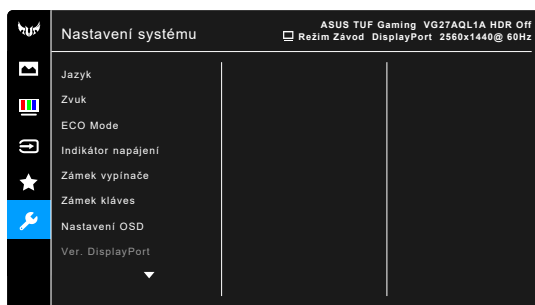 Nastavení systému
ASUS TUF Gaming VG27AQL1A HDR Off
Režim Závod DisplayPort 2560x1440@ 60Hz
Jazyk
Zvuk
ECO Mode
Indikátor napájení
Zámek vypínače
Zámek kláves
Nastavení OSD
Ver. DisplayPort